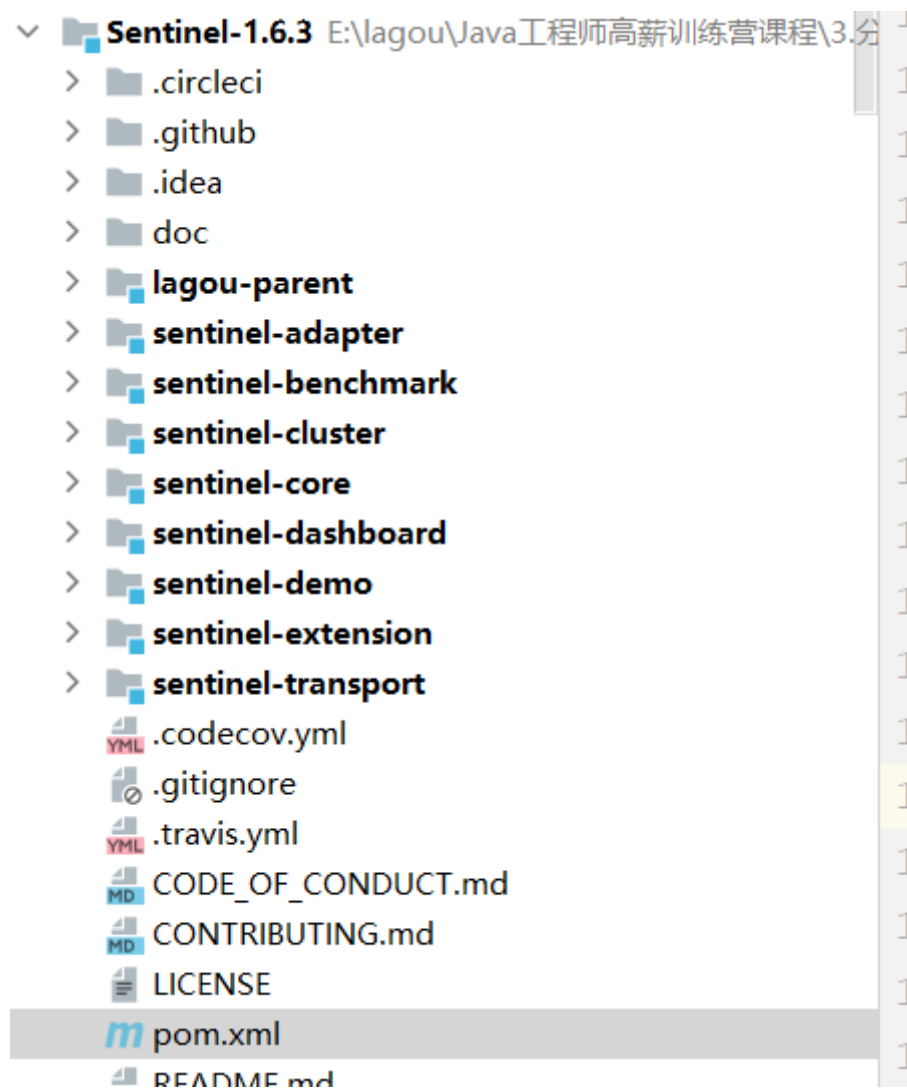 Sentinel-1.6.3 E:\lagou\Java工程师高薪训练营课程\3.分
.circleci
.github
.idea
doc
lagou-parent
sentinel-adapter
sentinel-benchmark
sentinel-cluster
sentinel-core
sentinel-dashboard
sentinel-demo
sentinel-extension
sentinel-transport
YML .codecov.yml
.gitignore
YML .travis.yml
MD CODE_OF_CONDUCT.md
MD CONTRIBUTING.md
LICENSE
m pom.xml
README.md